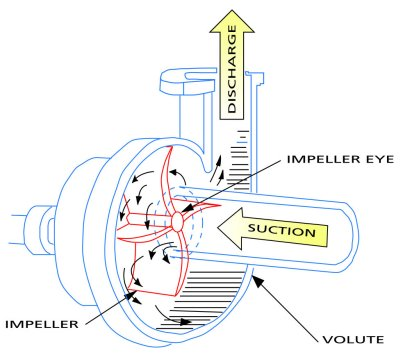 DISCHARGE
IMPELLER EYE
SUCTION
IMPELLER
VOLUTE